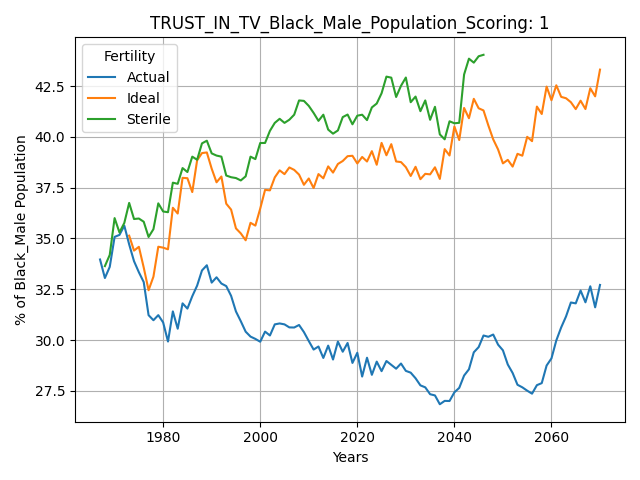 TRUST_IN_TV_Black_Male_Population_Scoring: 1
Fertility
Actual
Ideal
Sterile
% of Black_Male Population
42.5
40.0
37.5
35.0
32.5
30.0
27.5
1980
2000
2020
2040
2060
Years